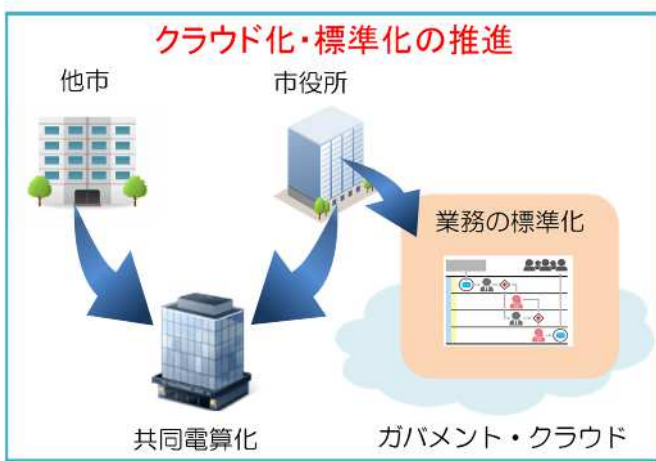 クラウド化・標準化の推進
他市
市役所
業務の標準化
共同電算化
ガバメント・クラウド